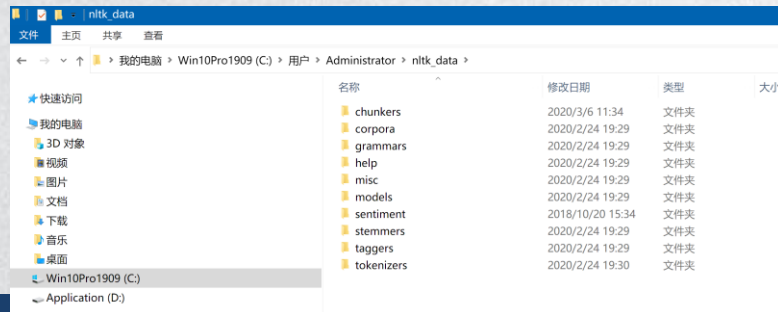 nltk_data
文件 主页 共享 查看
我的电脑 > Win10Pro1909 (C:) > 用户 > Administrator > nltk_data >
名称 修改日期 类型 大小
快速访问
我的电脑
3D 对象
视频
图片
文档
下载
音乐
桌面
Win10Pro1909 (C:)
Application (D:)
chunkers 2020/3/6 11:34 文件夹
corpora 2020/2/24 19:29 文件夹
grammars 2020/2/24 19:29 文件夹
help 2020/2/24 19:29 文件夹
misc 2020/2/24 19:29 文件夹
models 2020/2/24 19:29 文件夹
sentiment 2018/10/20 15:34 文件夹
stemmers 2020/2/24 19:29 文件夹
taggers 2020/2/24 19:29 文件夹
tokenizers 2020/2/24 19:30 文件夹